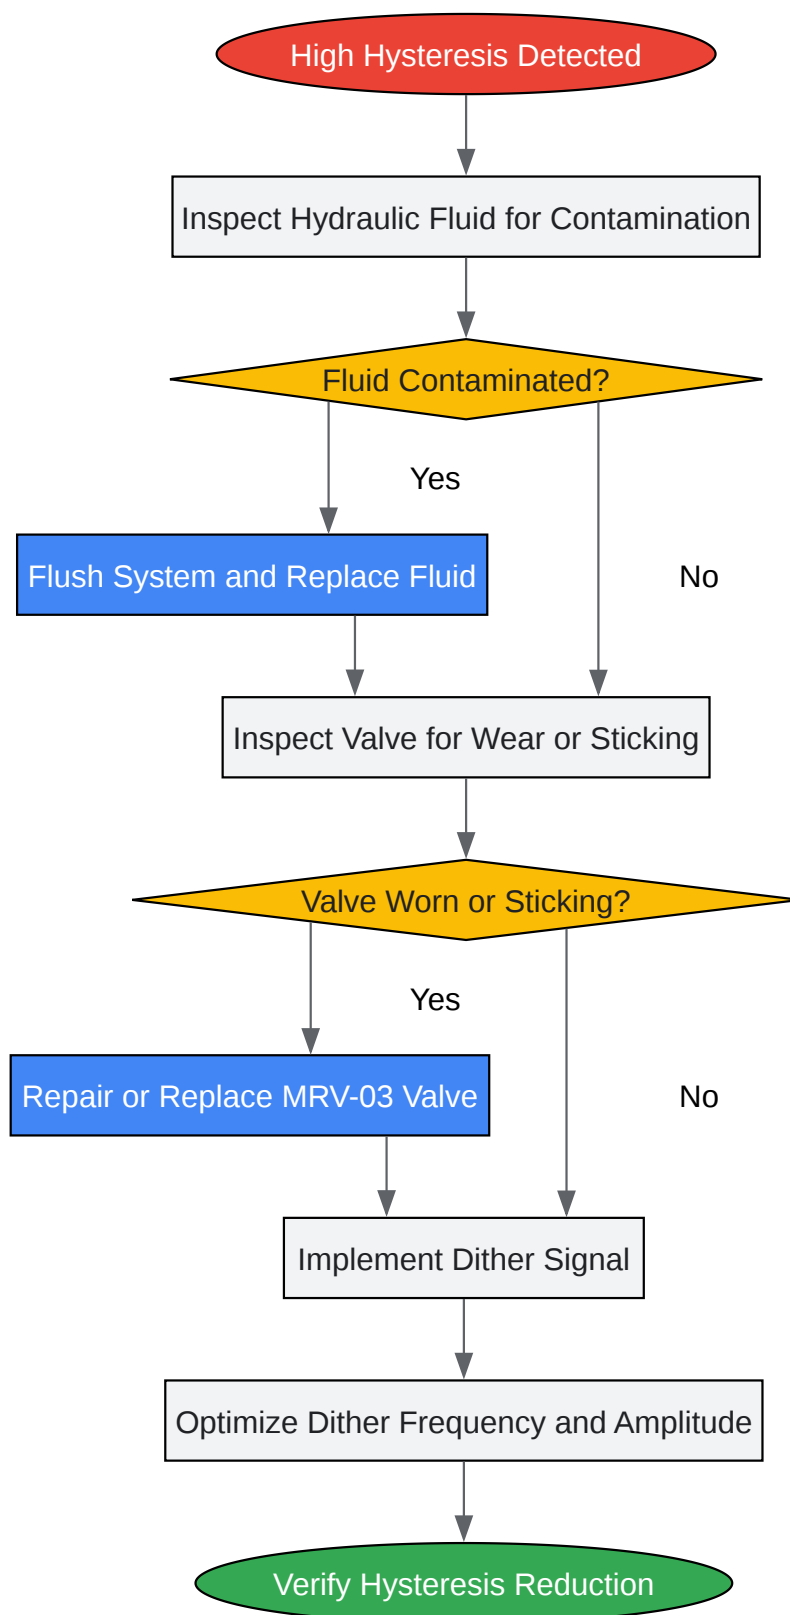 High Hysteresis Detected
Inspect Hydraulic Fluid for Contamination
Fluid Contaminated?
Yes
Flush System and Replace Fluid
No
Inspect Valve for Wear or Sticking
Valve Worn or Sticking?
Yes
Repair or Replace MRV-03 Valve
No
Implement Dither Signal
Optimize Dither Frequency and Amplitude
Verify Hysteresis Reduction